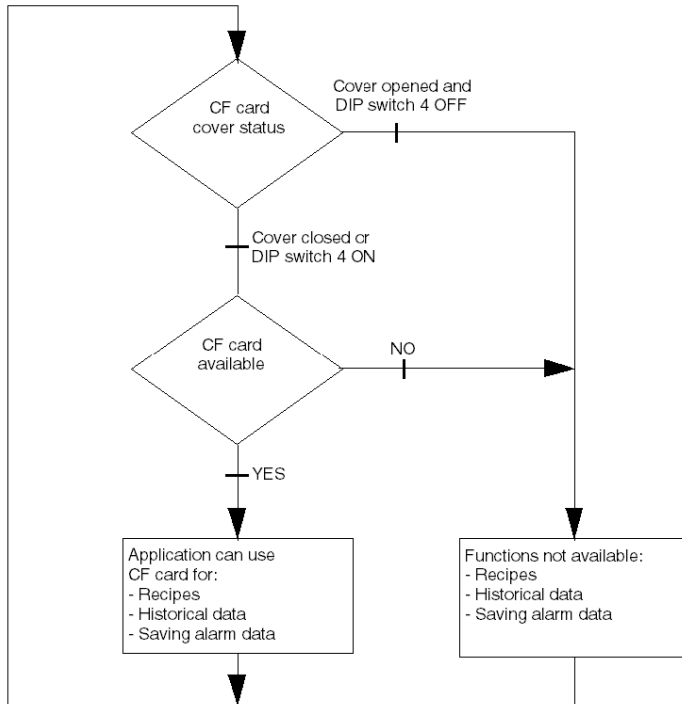 CF card
cover status
Cover opened and
DIP switch 4 OFF
Cover closed or
DIP switch 4 ON
CF card
available
NO
YES
Application can use
CF card for:
- Recipes
- Historical data
- Saving alarm data
Functions not available:
- Recipes
- Historical data
- Saving alarm data